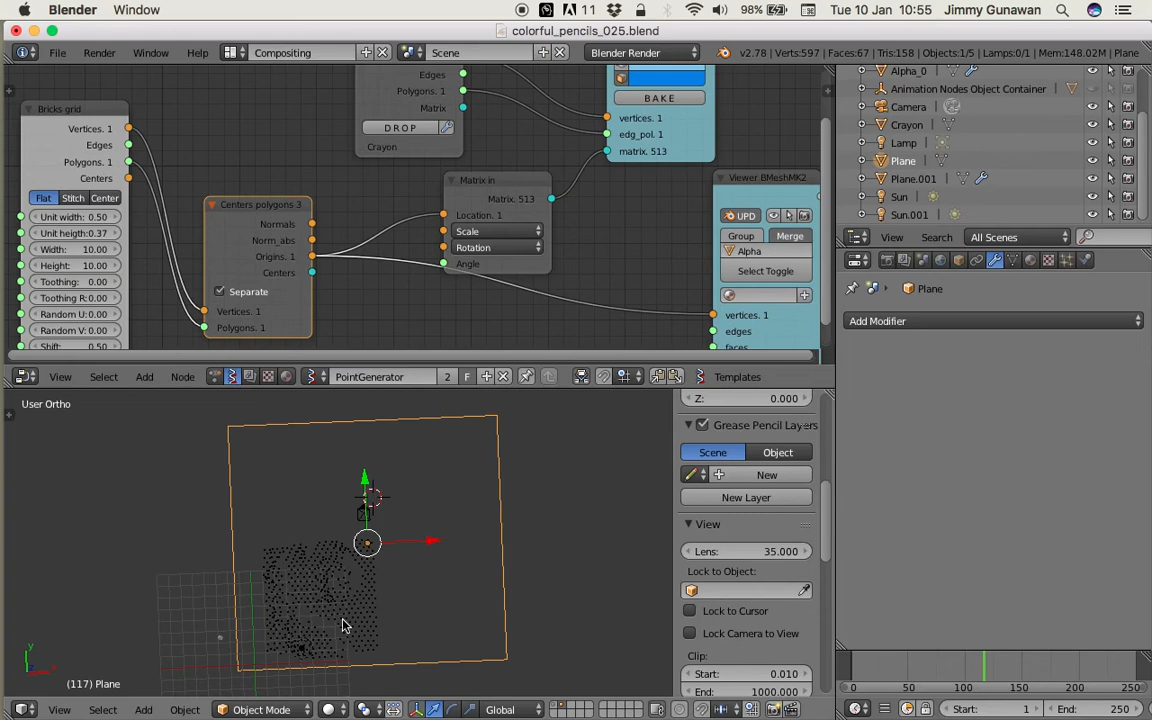 Blender Window 11 98% Tue 10 Jan 10:55 Jimmy Gunawan
colorful_pencils_025.blend
File Render Window Help Compositing Scene Blender Render v2.78 | Verts:597 | Faces:67 | Tris:158 | Objects:1/5 | Lamps:0/1 | Mem:148.02M | Plane
Bricks grid
Vertices. 1
Edges
Polygons. 1
Centers
Flat Stitch Center
Unit width: 0.50
Unit heigth:0.37
Width: 10.00
Height: 10.00
Toothing: 0.00
Toothing R:0.00
Random U:0.00
Random V:0.00
Shift: 0.50
Centers polygons 3
Normals
Norm_abs
Origins. 1
Centers
Separate
Vertices. 1
Polygons. 1
Edges
Polygons. 1
Matrix
DROP
Crayon
Matrix in
Matrix. 513
Location. 1
Scale
Rotation
Angle
BAKE
vertices. 1
edg_pol. 1
matrix. 513
Viewer BMeshMK2
UPD
Group Merge
Alpha
Select Toggle
vertices. 1
edges
faces
View Select Add Node PointGenerator 2 F Templates
User Ortho
(117) Plane
Z: 0.000
Grease Pencil Layers
Scene Object
New
New Layer
View
Lens: 35.000
Lock to Object:
Lock to Cursor
Lock Camera to View
Clip:
Start: 0.010
End: 1000.000
View Select Add Object Object Mode Global
Alpha_0
Animation Nodes Object Container
Camera
Crayon
Lamp
Plane
Plane.001
Sun
Sun.001
View Search All Scenes
Plane
Add Modifier
0 50 100 150 200 250
Start: 1 End: 250